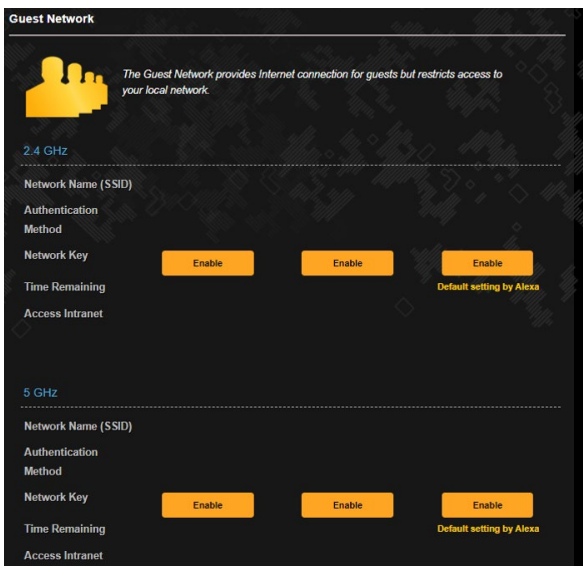 Guest Network
The Guest Network provides Internet connection for guests but restricts access to
your local network.
2.4 GHz
Network Name (SSID)
Authentication
Method
Network Key
Enable Enable Enable
Time Remaining
Default setting by Alexa
Access Intranet
5 GHz
Network Name (SSID)
Authentication
Method
Network Key
Enable Enable Enable
Time Remaining
Default setting by Alexa
Access Intranet